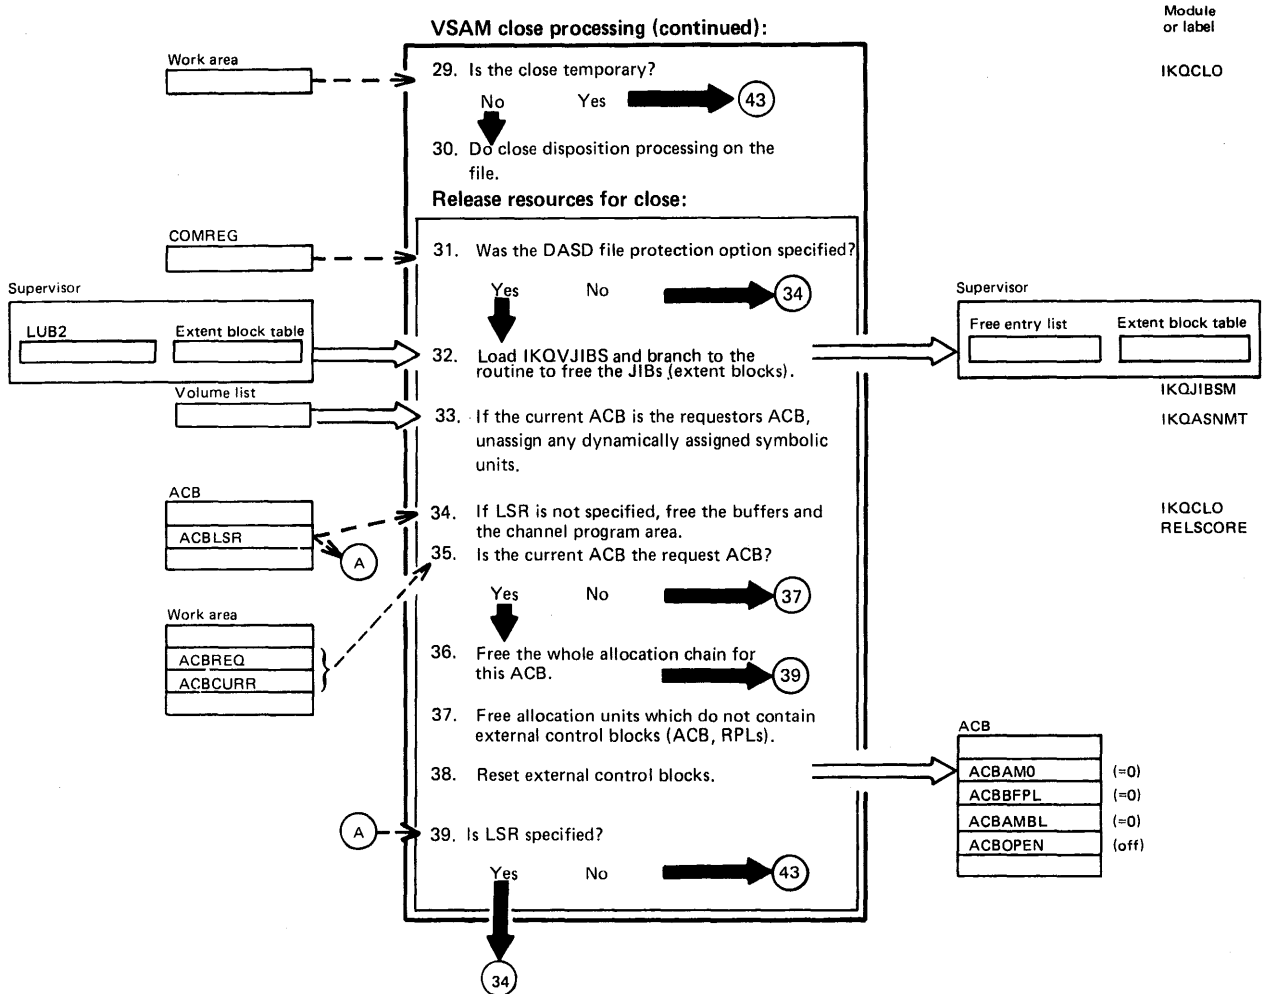 VSAM close processing (continued):
Module
or label
Work area
29. Is the close temporary?
IKQCLO
No Yes 43
30. Do close disposition processing on the
file.
Release resources for close:
COMREG
31. Was the DASD file protection option specified?
Yes No 34
Supervisor
LUB2 Extent block table
Supervisor
Free entry list Extent block table
32. Load IKQVJIBS and branch to the
routine to free the JIBs (extent blocks).
IKQJIBSM
Volume list
33. If the current ACB is the requestors ACB,
unassign any dynamically assigned symbolic
units.
IKQASNMT
ACB
ACBLSR
A
34. If LSR is not specified, free the buffers and
the channel program area.
IKQCLO
RELSCORE
35. Is the current ACB the request ACB?
Yes No 37
Work area
ACBREQ
ACBCURR
36. Free the whole allocation chain for
this ACB. 39
37. Free allocation units which do not contain
external control blocks (ACB, RPLs).
38. Reset external control blocks.
ACB
ACBAM0 (=0)
ACBBFPL (=0)
ACBAMBL (=0)
ACBOPEN (off)
A
39. Is LSR specified?
Yes No 43
34